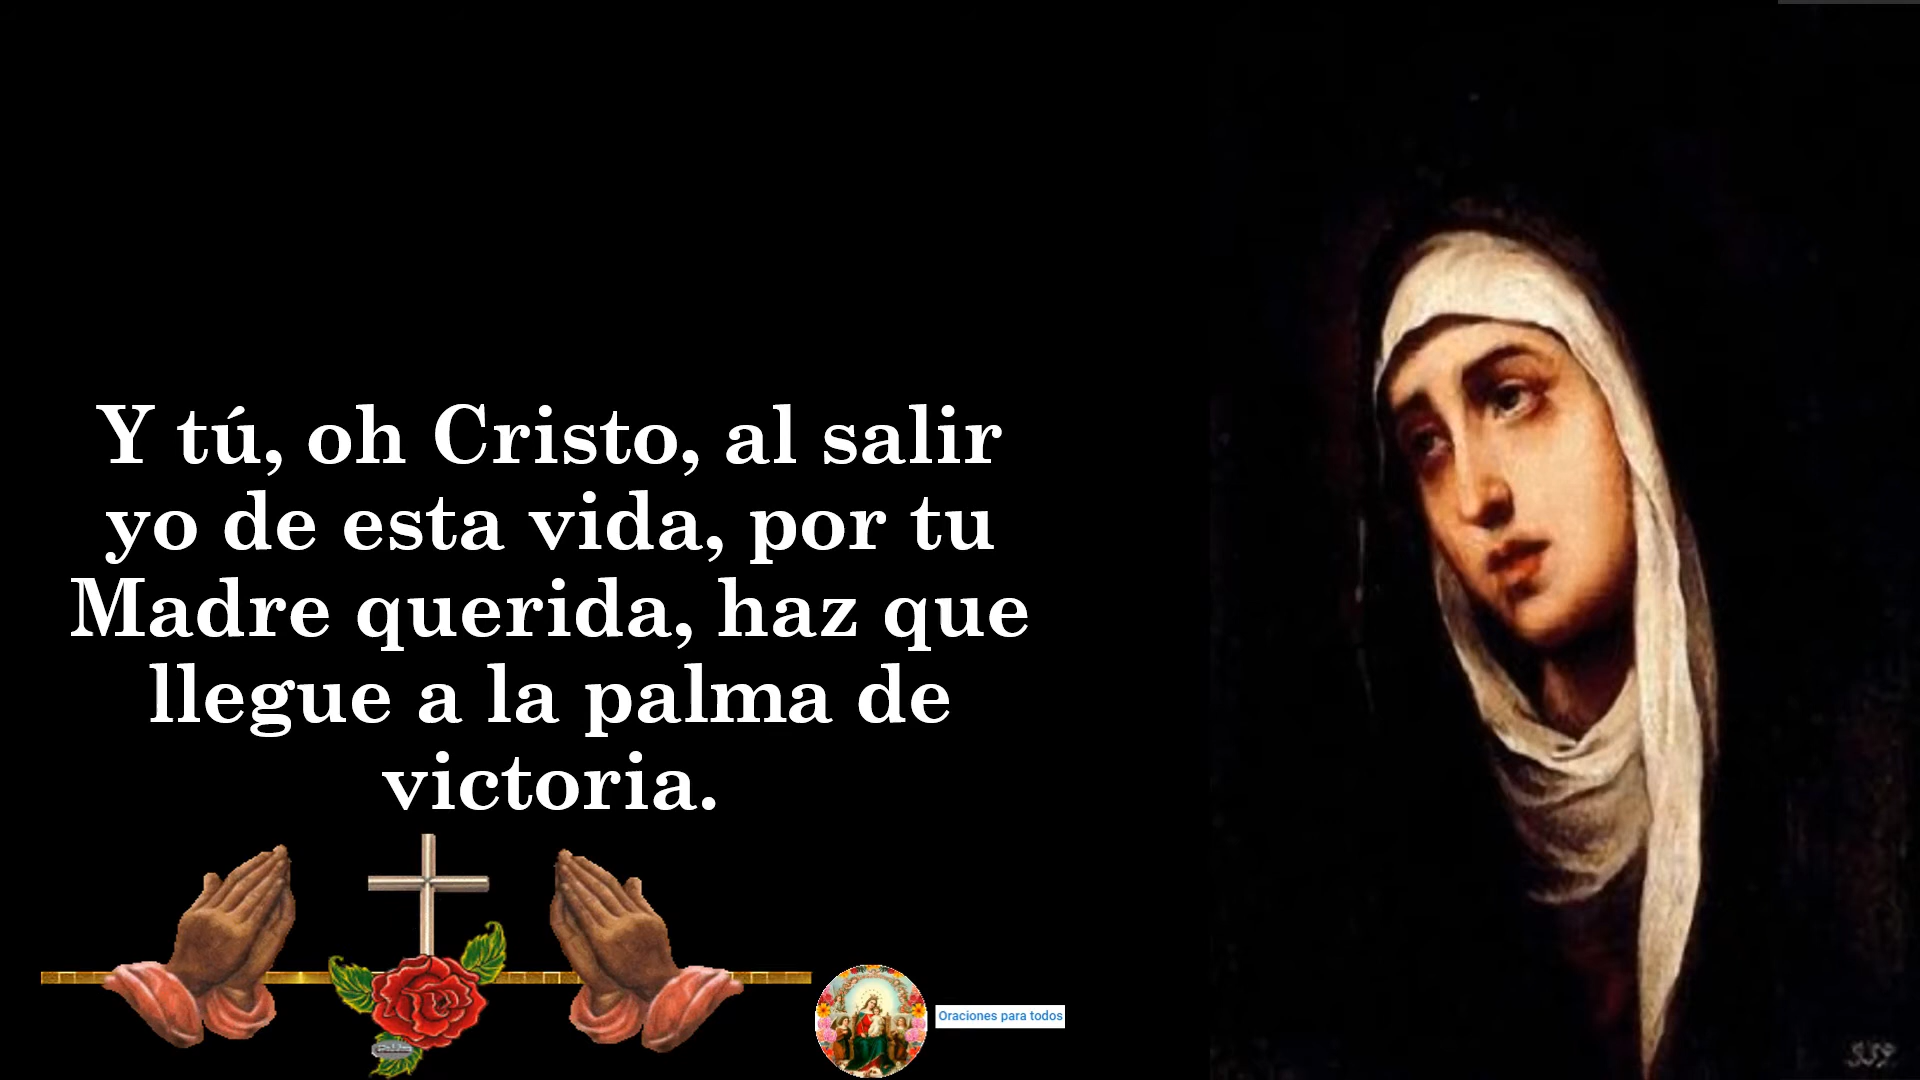 Y tú, oh Cristo, al salir
yo de esta vida, por tu
Madre querida, haz que
llegue a la palma de
victoria.
Oraciones para todos